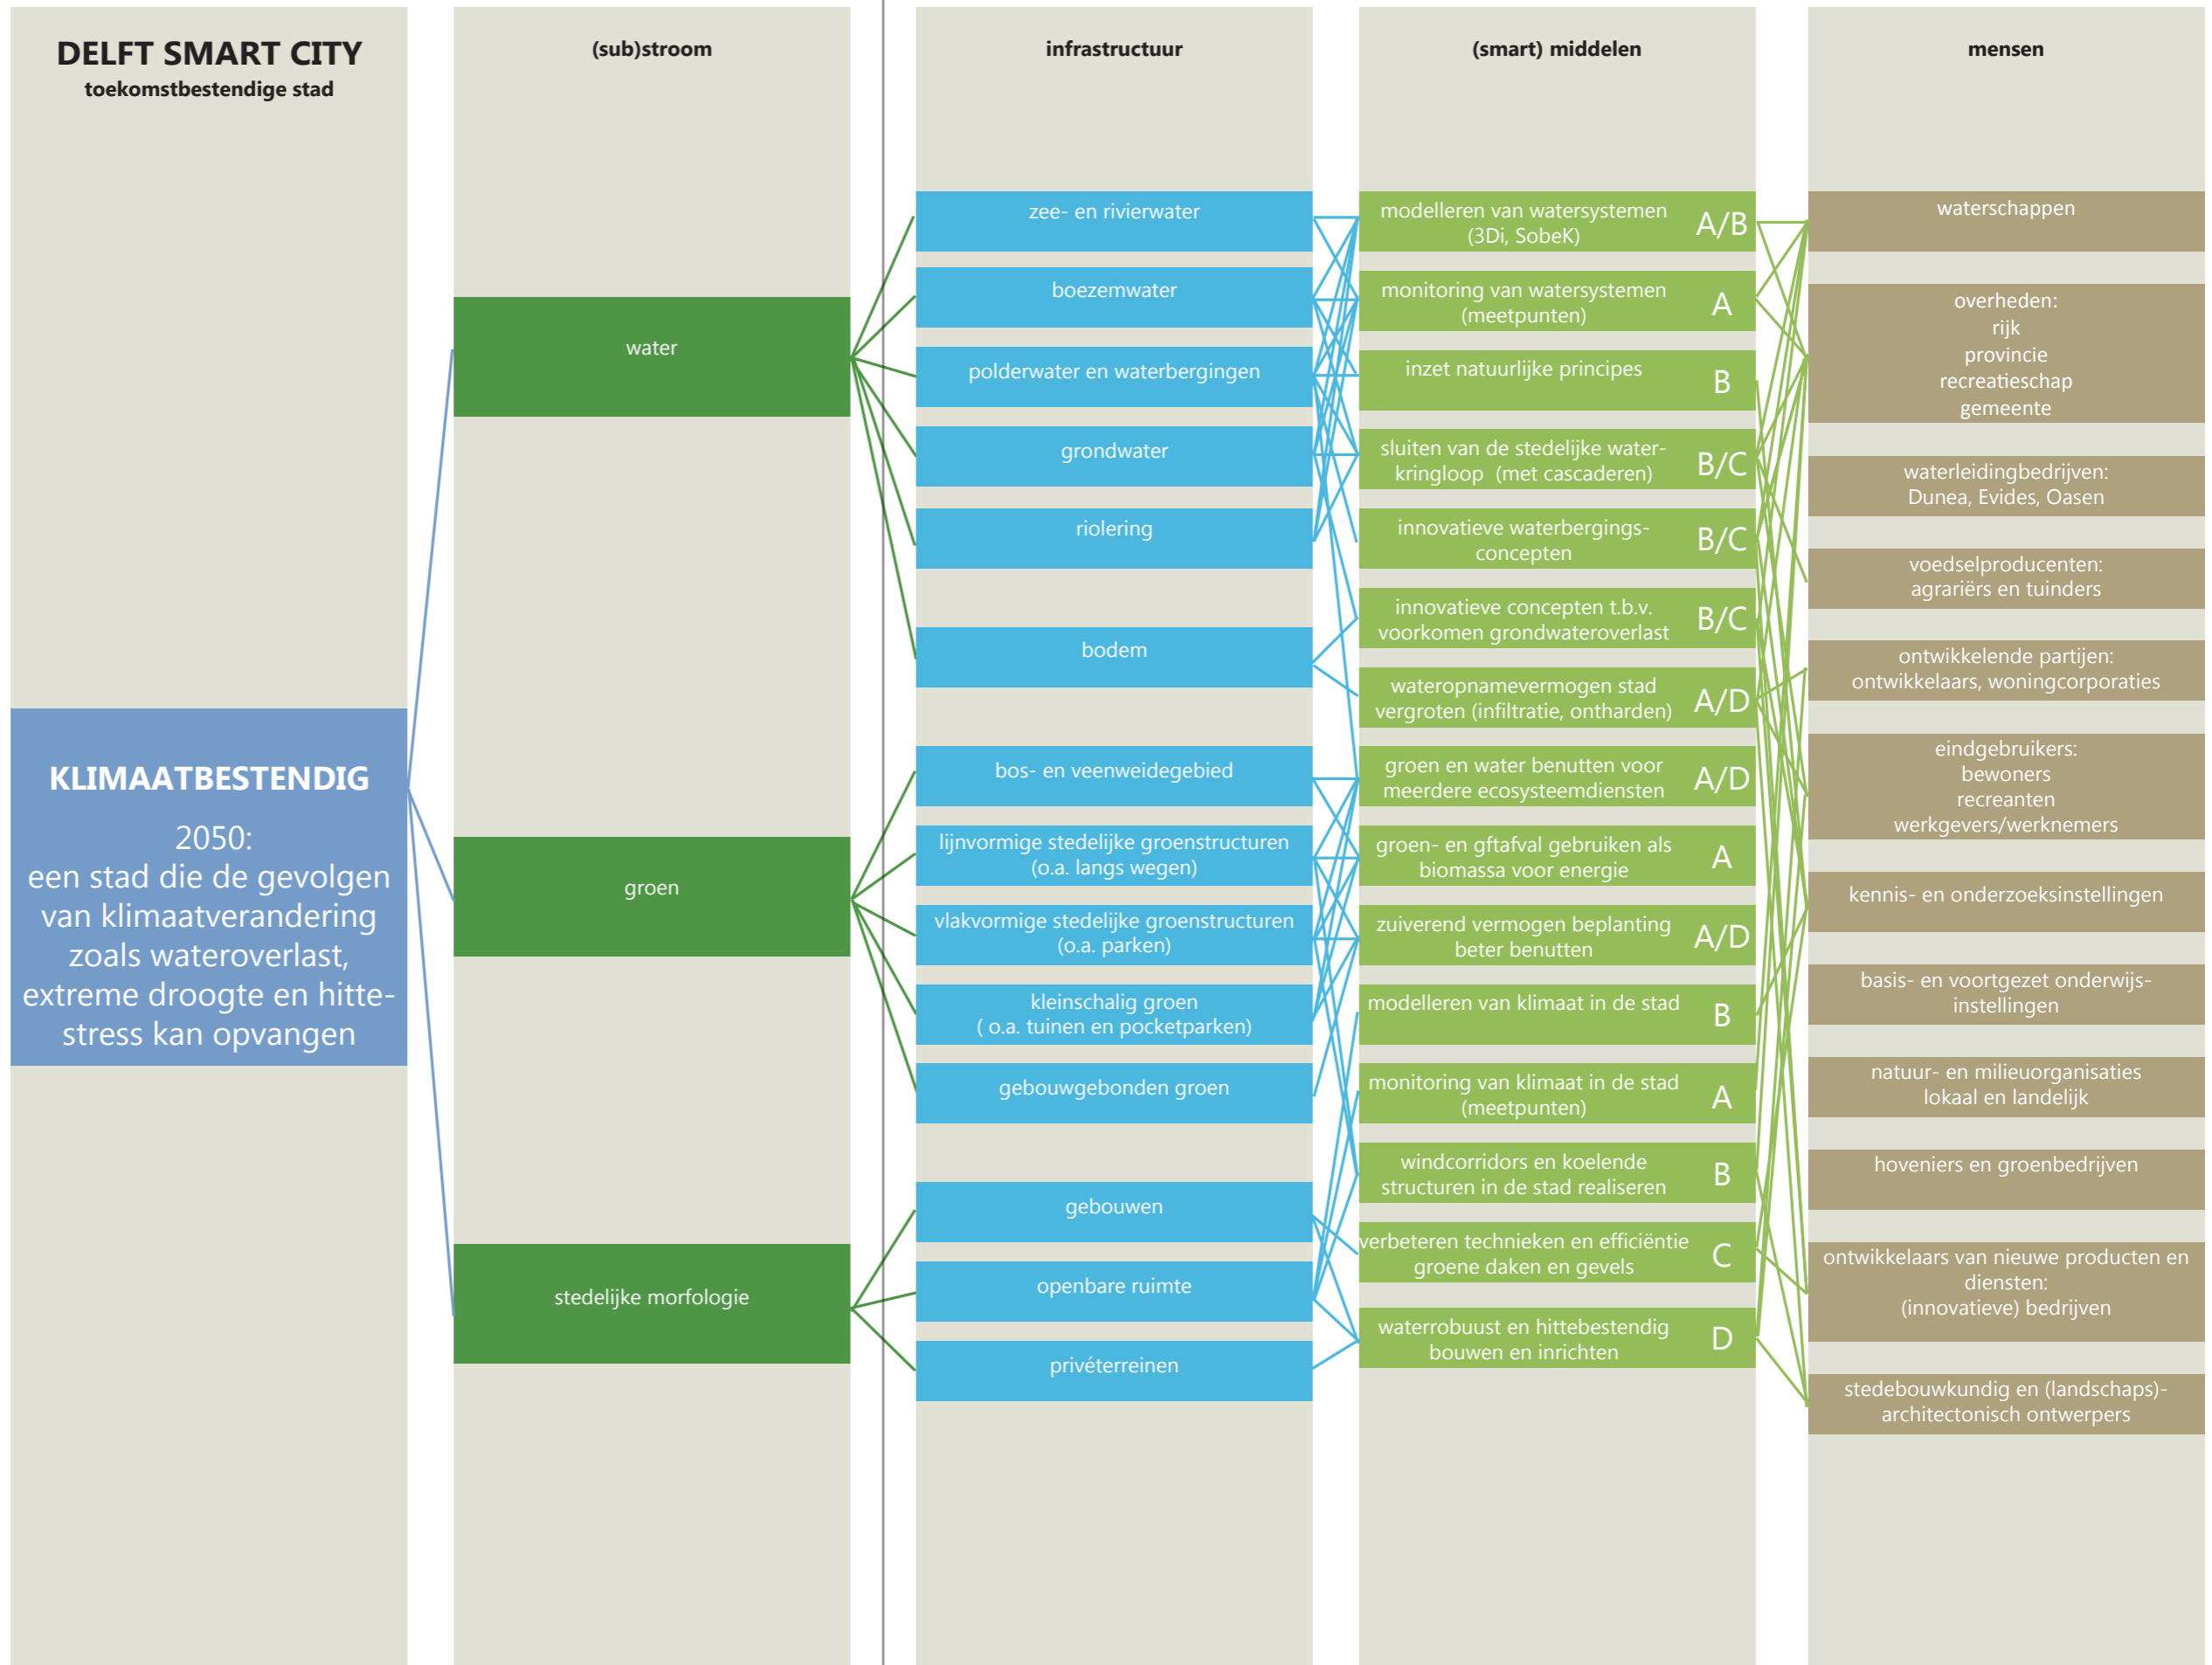 DELFT SMART CITY
toekomstbestendige stad
KLIMAATBESTENDIG
2050:
een stad die de gevolgen
van klimaatverandering
zoals wateroverlast,
extreme droogte en hitte-
stress kan opvangen
(sub)stroom
water
groen
stedelijke morfologie
infrastructuur
zee- en rivierwater
boezemwater
polderwater en waterbergingen
grondwater
riolering
bodem
bos- en veenweidegebied
lijnvormige stedelijke groenstructuren
(o.a. langs wegen)
vlakvormige stedelijke groenstructuren
(o.a. parken)
kleinschalig groen
( o.a. tuinen en pocketparken)
gebouwgebonden groen
gebouwen
openbare ruimte
privéterreinen
(smart) middelen
modelleren van watersystemen
(3Di, SobeK)
A/B
monitoring van watersystemen
(meetpunten)
A
inzet natuurlijke principes
B
sluiten van de stedelijke water-
kringloop (met cascaderen)
B/C
innovatieve waterbergings-
concepten
B/C
innovatieve concepten t.b.v.
voorkomen grondwateroverlast
B/C
wateropnamevermogen stad
vergroten (infiltratie, ontharden)
A/D
groen en water benutten voor
meerdere ecosysteemdiensten
A/D
groen- en gftafval gebruiken als
biomassa voor energie
A
zuiverend vermogen beplanting
beter benutten
A/D
modelleren van klimaat in de stad
B
monitoring van klimaat in de stad
(meetpunten)
A
windcorridors en koelende
structuren in de stad realiseren
B
verbeteren technieken en efficiëntie
groene daken en gevels
C
waterrobuust en hittebestendig
bouwen en inrichten
D
mensen
waterschappen
overheden:
rijk
provincie
recreatieschap
gemeente
waterleidingbedrijven:
Dunea, Evides, Oasen
voedselproducenten:
agrariërs en tuinders
ontwikkelende partijen:
ontwikkelaars, woningcorporaties
eindgebruikers:
bewoners
recreanten
werkgevers/werknemers
kennis- en onderzoeksinstellingen
basis- en voortgezet onderwijs-
instellingen
natuur- en milieuorganisaties
lokaal en landelijk
hoveniers en groenbedrijven
ontwikkelaars van nieuwe producten en
diensten:
(innovatieve) bedrijven
stedebouwkundig en (landschaps)-
architectonisch ontwerpers